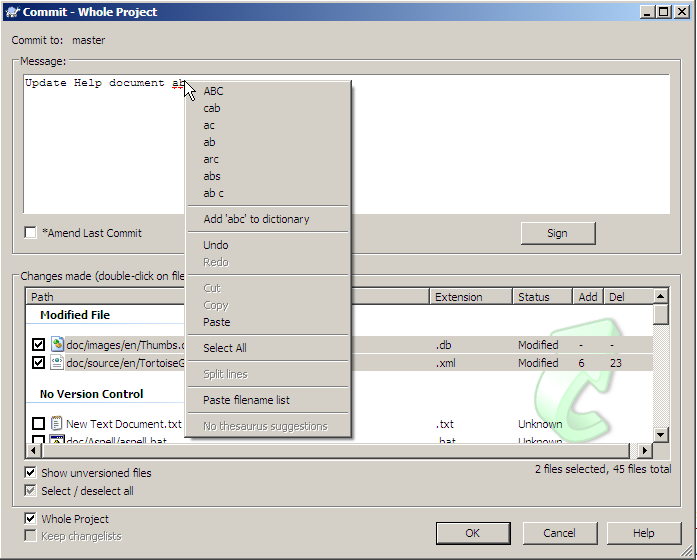 Commit - Whole Project
Commit to: master
Message:
Update Help document ab
ABC
cab
ac
ab
arc
abs
ab c
Add 'abc' to dictionary
Undo
Redo
Cut
Copy
Paste
Select All
Split lines
Paste filename list
No thesaurus suggestions
*Amend Last Commit
Sign
Changes made (double-click on file
Path Extension Status Add Del
Modified File
doc/images/en/Thumbs.d .db Modified - -
doc/source/en/TortoiseG .xml Modified 6 23
No Version Control
New Text Document.txt .txt Unknown
doc/Aspell/aspell.bat .bat Unknown
Show unversioned files
2 files selected, 45 files total
Select / deselect all
Whole Project
Keep changelists
OK Cancel Help